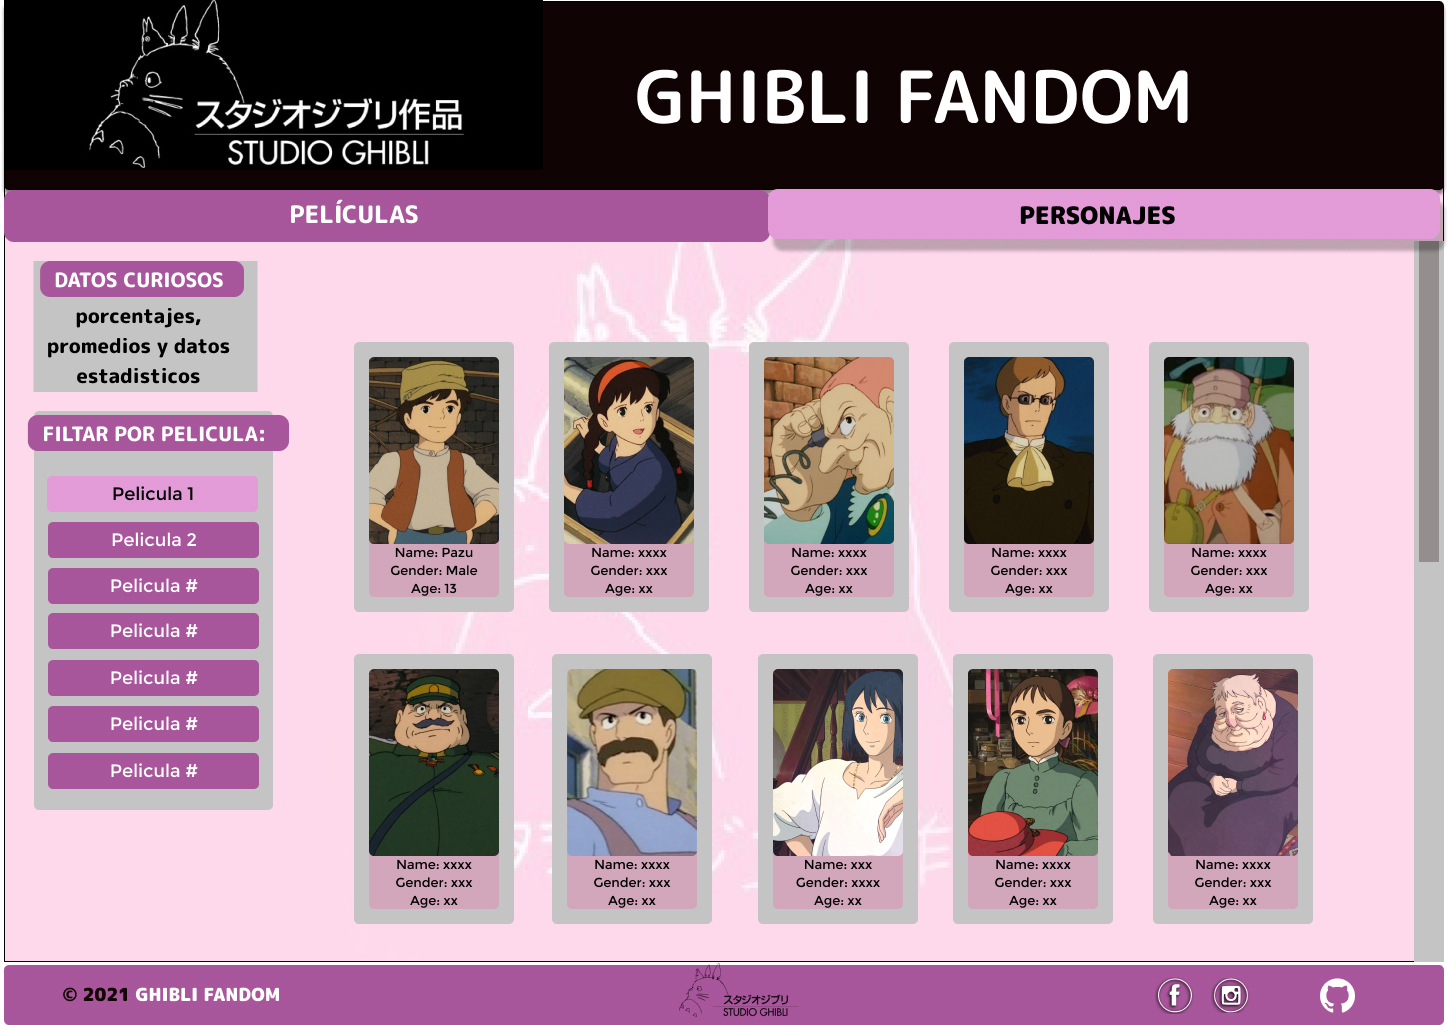 スタジオジブリ作品
STUDIO GHIBLI
GHIBLI FANDOM
PELÍCULAS
PERSONAJES
DATOS CURIOSOS
porcentajes,
promedios y datos
estadisticos
FILTAR POR PELICULA:
Pelicula 1
Pelicula 2
Pelicula #
Pelicula #
Pelicula #
Pelicula #
Pelicula #
Name: Pazu
Gender: Male
Age: 13
Name: xxxx
Gender: xxx
Age: xx
Name: xxxx
Gender: xxx
Age: xx
Name: xxxx
Gender: xxx
Age: xx
Name: xxxx
Gender: xxx
Age: xx
Name: xxxx
Gender: xxx
Age: xx
Name: xxxx
Gender: xxx
Age: xx
Name: xxx
Gender: xxxx
Age: xx
Name: xxxx
Gender: xxx
Age: xx
Name: xxxx
Gender: xxx
Age: xx
© 2021 GHIBLI FANDOM
スタジオジブリ
STUDIO GHIBLI